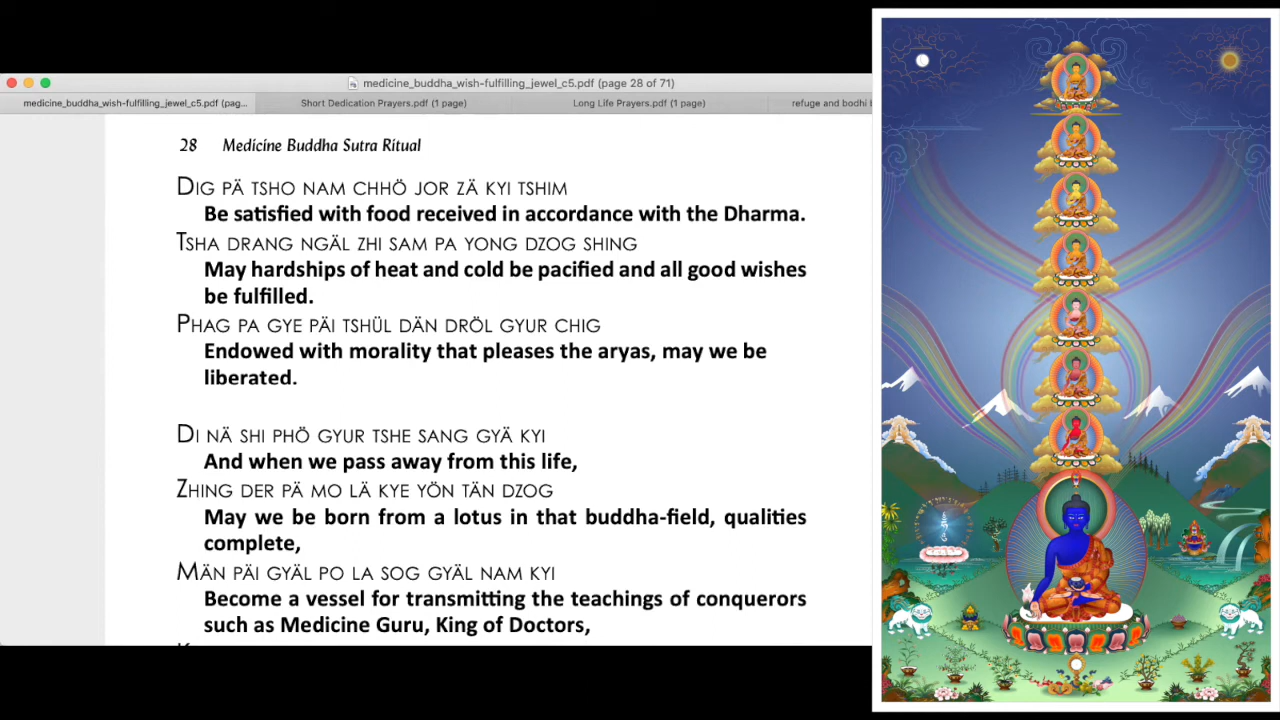 medicine_buddha_wish-fulfilling_jewel_c5.pdf (page 28 of 71)
medicine_buddha_wish-fulfilling_jewel_c5.pdf (pag... Short Dedication Prayers.pdf (1 page) Long Life Prayers.pdf (1 page) refuge and bodhi
28 Medicine Buddha Sutra Ritual
DIG PÄ TSHO NAM CHHÖ JOR ZÄ KYI TSHIM
Be satisfied with food received in accordance with the Dharma.
TSHA DRANG NGÄL ZHI SAM PA YONG DZOG SHING
May hardships of heat and cold be pacified and all good wishes
be fulfilled.
PHAG PA GYE PÄI TSHÜL DÄN DRÖL GYUR CHIG
Endowed with morality that pleases the aryas, may we be
liberated.
DI NÄ SHI PHÖ GYUR TSHE SANG GYÄ KYI
And when we pass away from this life,
ZHING DER PÄ MO LÄ KYE YÖN TÄN DZOG
May we be born from a lotus in that buddha-field, qualities
complete,
MÄN PÄI GYÄL PO LA SOG GYÄL NAM KYI
Become a vessel for transmitting the teachings of conquerors
such as Medicine Guru, King of Doctors,